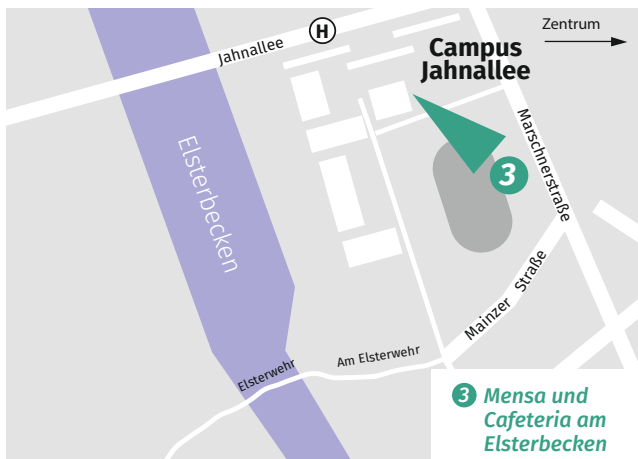 Zentrum
H
Jahnallee
Campus
Jahnallee
Marschnerstraße
Elsterbecken
3
Mainzer Straße
Am Elsterwehr
Elsterwehr
3 Mensa und
Cafeteria am
Elsterbecken